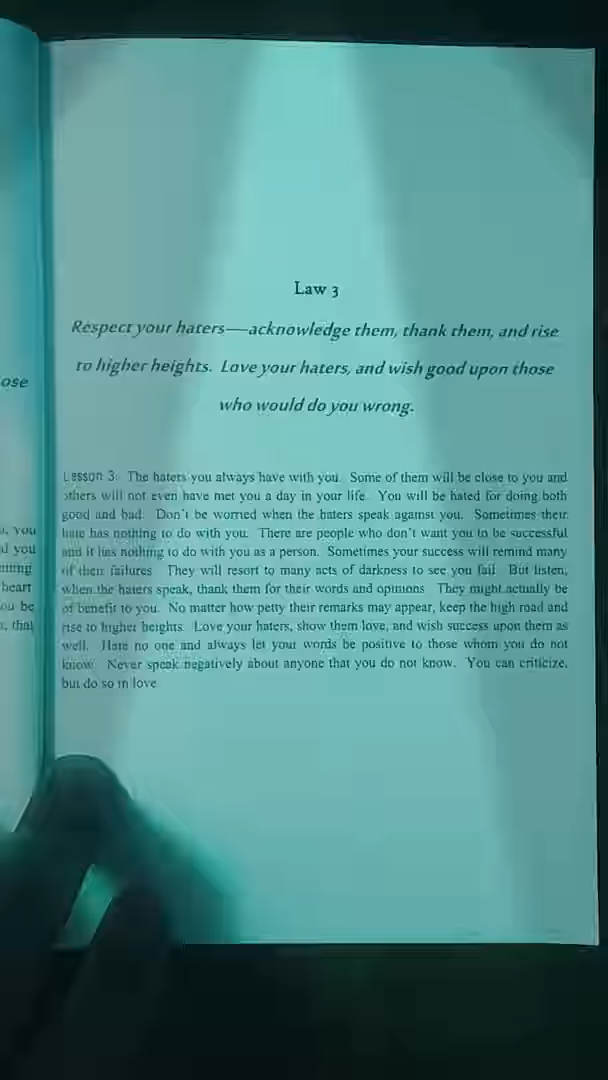 ose
you
d you
heart
ou be
that
Law 3
Respect your haters—acknowledge them, thank them, and rise
to higher heights. Love your haters, and wish good upon those
who would do you wrong.
Lesson 3: The haters you always have with you. Some of them will be close to you and
others will not even have met you a day in your life. You will be hated for doing both
good and bad. Don't be worried when the haters speak against you. Sometimes their
hate has nothing to do with you. There are people who don't want you to be successful
and it has nothing to do with you as a person. Sometimes your success will remind many
of their failures. They will resort to many acts of darkness to see you fail. But listen,
when the haters speak, thank them for their words and opinions. They might actually be
of benefit to you. No matter how petty their remarks may appear, keep the high road and
rise to higher heights. Love your haters, show them love, and wish success upon them as
well. Hate no one and always let your words be positive to those whom you do not
know. Never speak negatively about anyone that you do not know. You can criticize,
but do so in love.